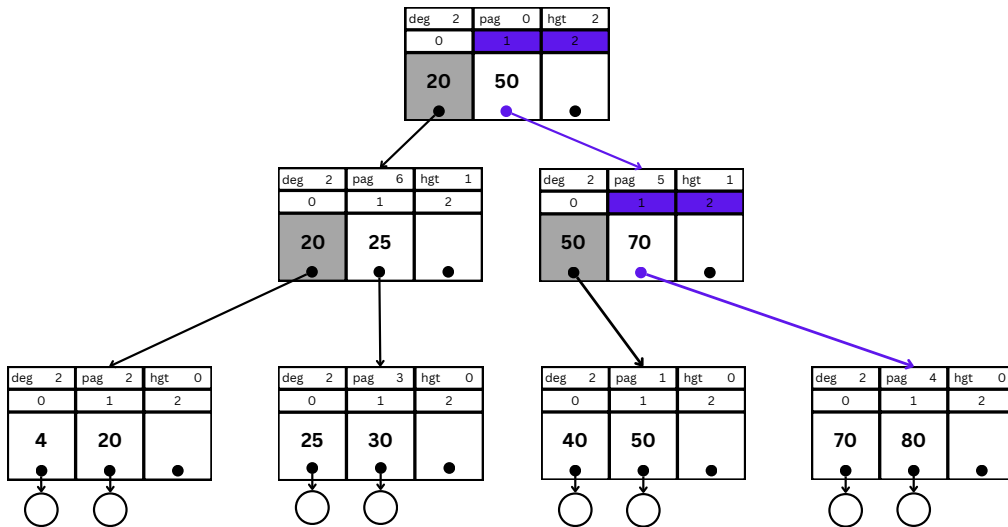 deg 2 pag 0 hgt 2
0 1 2
20 50
deg 2 pag 6 hgt 1
0 1 2
20 25
deg 2 pag 5 hgt 1
0 1 2
50 70
deg 2 pag 2 hgt 0
0 1 2
4 20
deg 2 pag 3 hgt 0
0 1 2
25 30
deg 2 pag 1 hgt 0
0 1 2
40 50
deg 2 pag 4 hgt 0
0 1 2
70 80